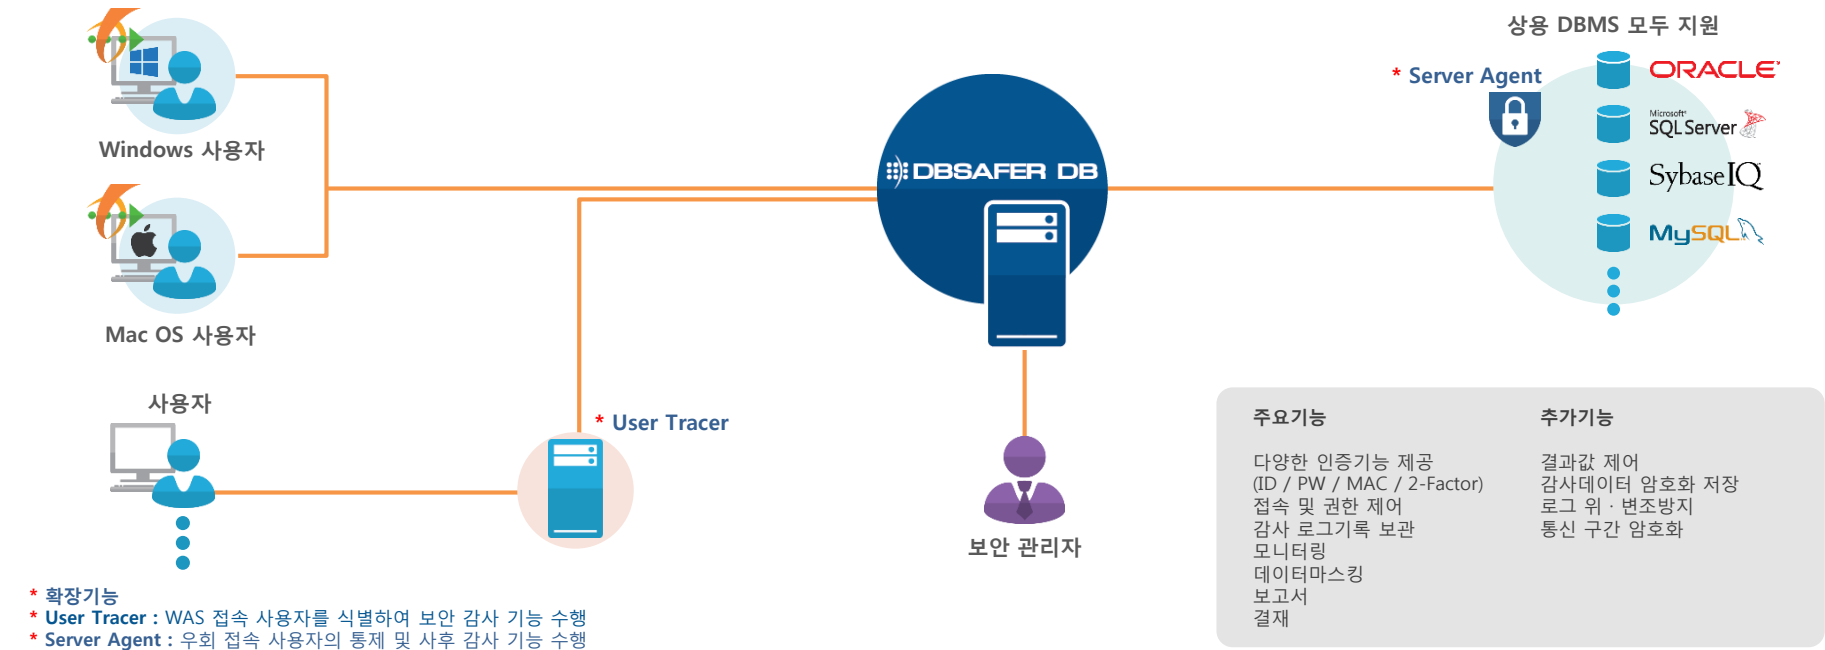 상용 DBMS 모두 지원
* Server Agent
ORACLE
Microsoft
SQL Server
Sybase IQ
MySQL
Windows 사용자
DBSAFER DB
Mac OS 사용자
사용자
* User Tracer
보안 관리자
주요기능
다양한 인증기능 제공
(ID / PW / MAC / 2-Factor)
접속 및 권한 제어
감사 로그기록 보관
모니터링
데이터마스킹
보고서
결재
추가기능
결과값 제어
감사데이터 암호화 저장
로그 위 · 변조방지
통신 구간 암호화
* 확장기능
* User Tracer : WAS 접속 사용자를 식별하여 보안 감사 기능 수행
* Server Agent : 우회 접속 사용자의 통제 및 사후 감사 기능 수행